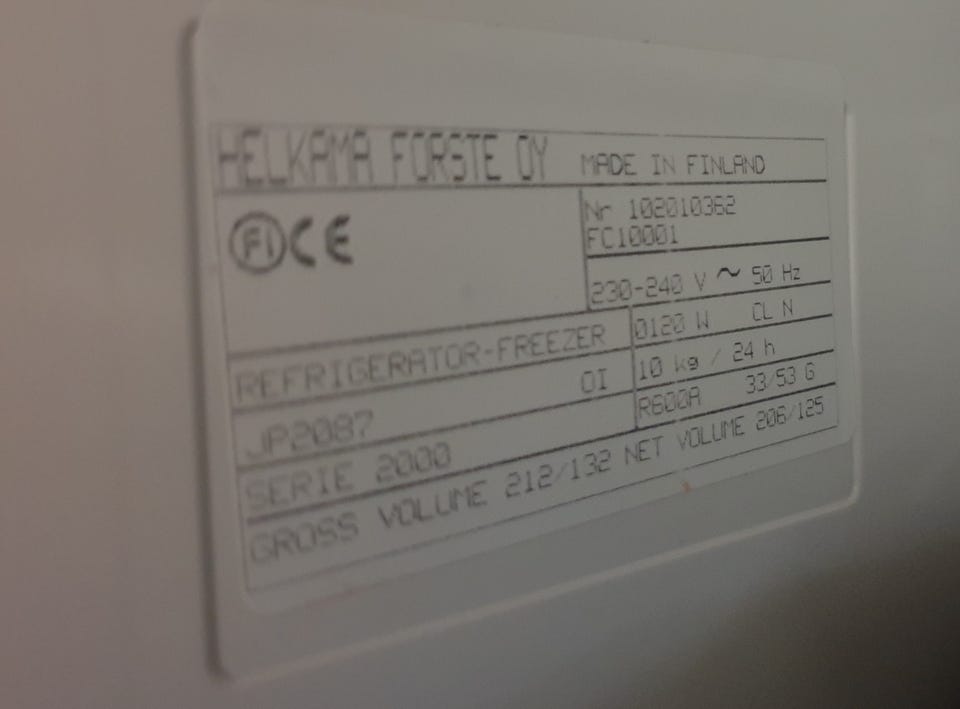 HELKAMA FORSTE OY MADE IN FINLAND
FI CE
Nr 102010362
FC10001
230-240 V ~ 50 Hz
REFRIGERATOR-FREEZER 0120 W CL N
JP2087 OI 10 kg / 24 h
SERIE 2000 R600A 33/53 G
GROSS VOLUME 212/132 NET VOLUME 206/125